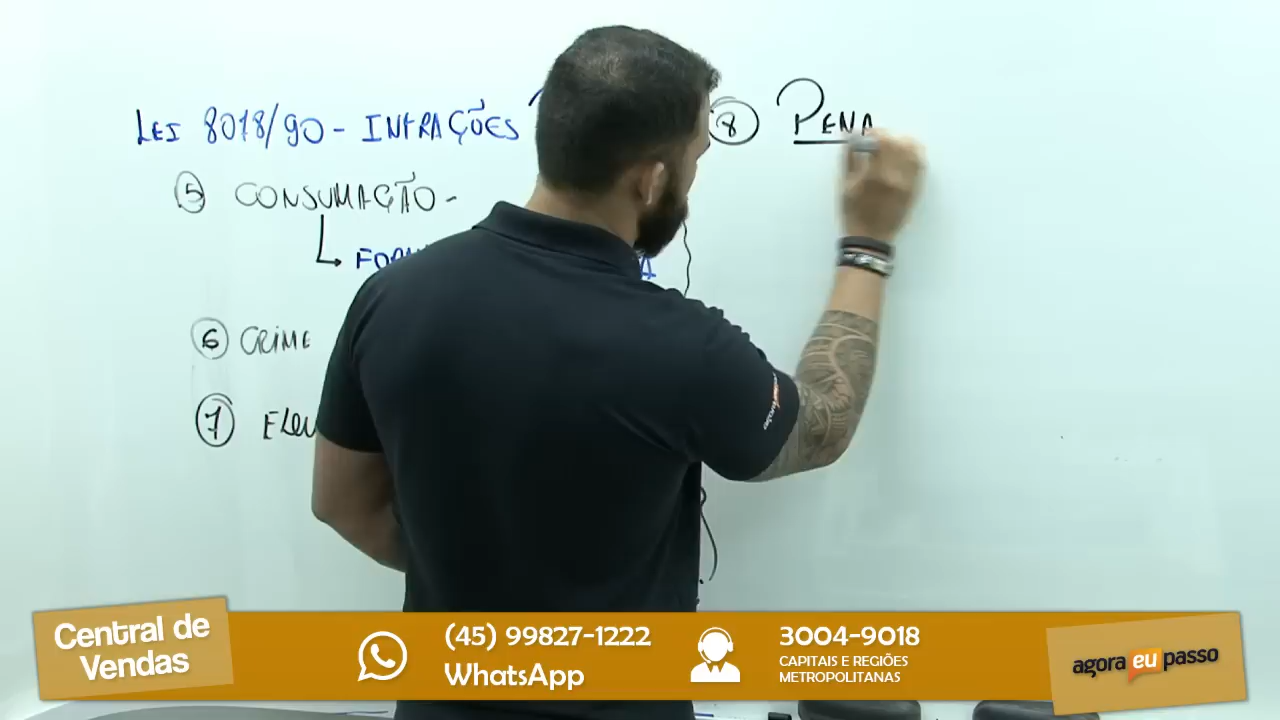 LEI 8078/90 - INFRAÇÕES
5 CONSUMAÇÃO -
6 CRIME
7
8 PENA
Central de
Vendas
(45) 99827-1222
WhatsApp
3004-9018
CAPITAIS E REGIÕES
METROPOLITANAS
agora eu passo